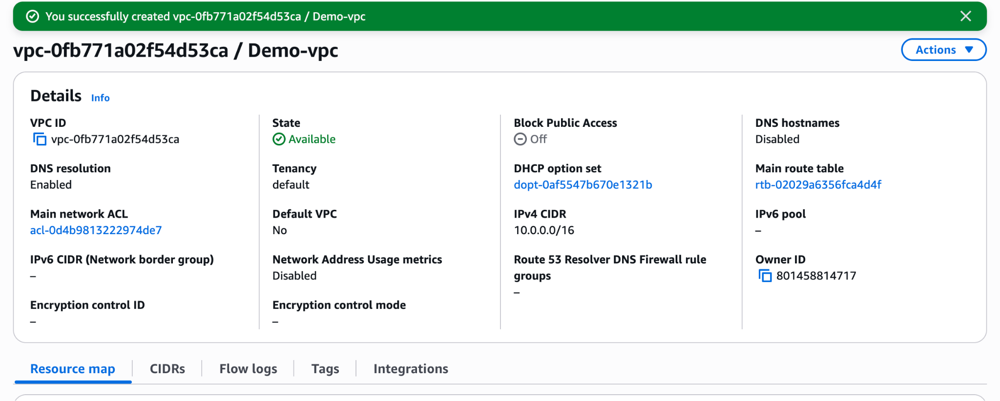 You successfully created vpc-0fb771a02f54d53ca / Demo-vpc
vpc-0fb771a02f54d53ca / Demo-vpc
Actions
Details Info
VPC ID
vpc-0fb771a02f54d53ca
State
Available
Block Public Access
Off
DNS hostnames
Disabled
DNS resolution
Enabled
Tenancy
default
DHCP option set
dopt-0af5547b670e1321b
Main route table
rtb-02029a6356fca4d4f
Main network ACL
acl-0d4b9813222974de7
Default VPC
No
IPv4 CIDR
10.0.0.0/16
IPv6 pool
–
IPv6 CIDR (Network border group)
–
Network Address Usage metrics
Disabled
Route 53 Resolver DNS Firewall rule
groups
–
Owner ID
801458814717
Encryption control ID
–
Encryption control mode
–
Resource map
CIDRs
Flow logs
Tags
Integrations